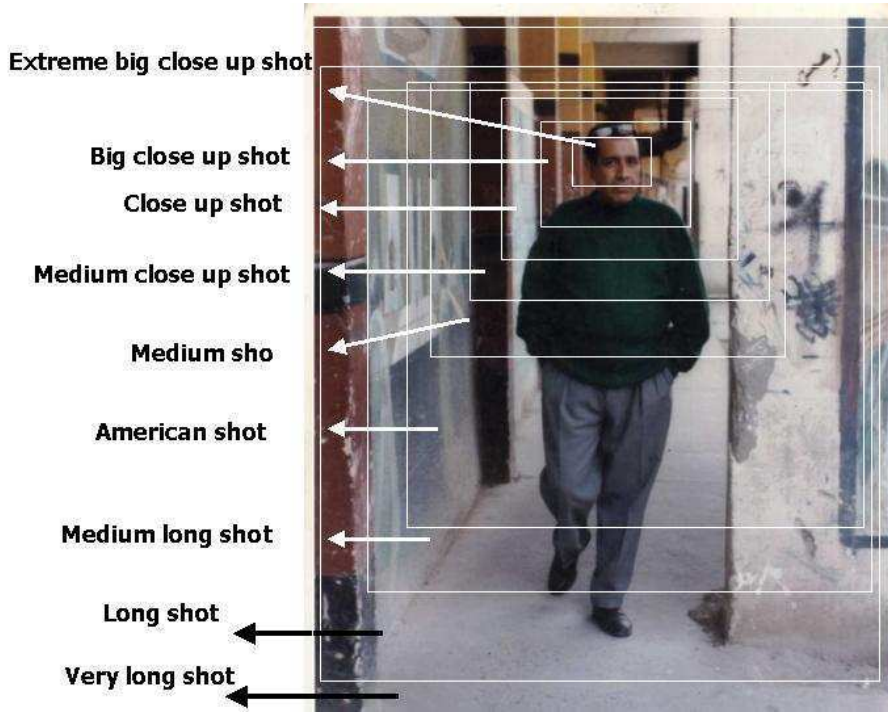 Extreme big close up shot
Big close up shot
Close up shot
Medium close up shot
Medium sho
American shot
Medium long shot
Long shot
Very long shot